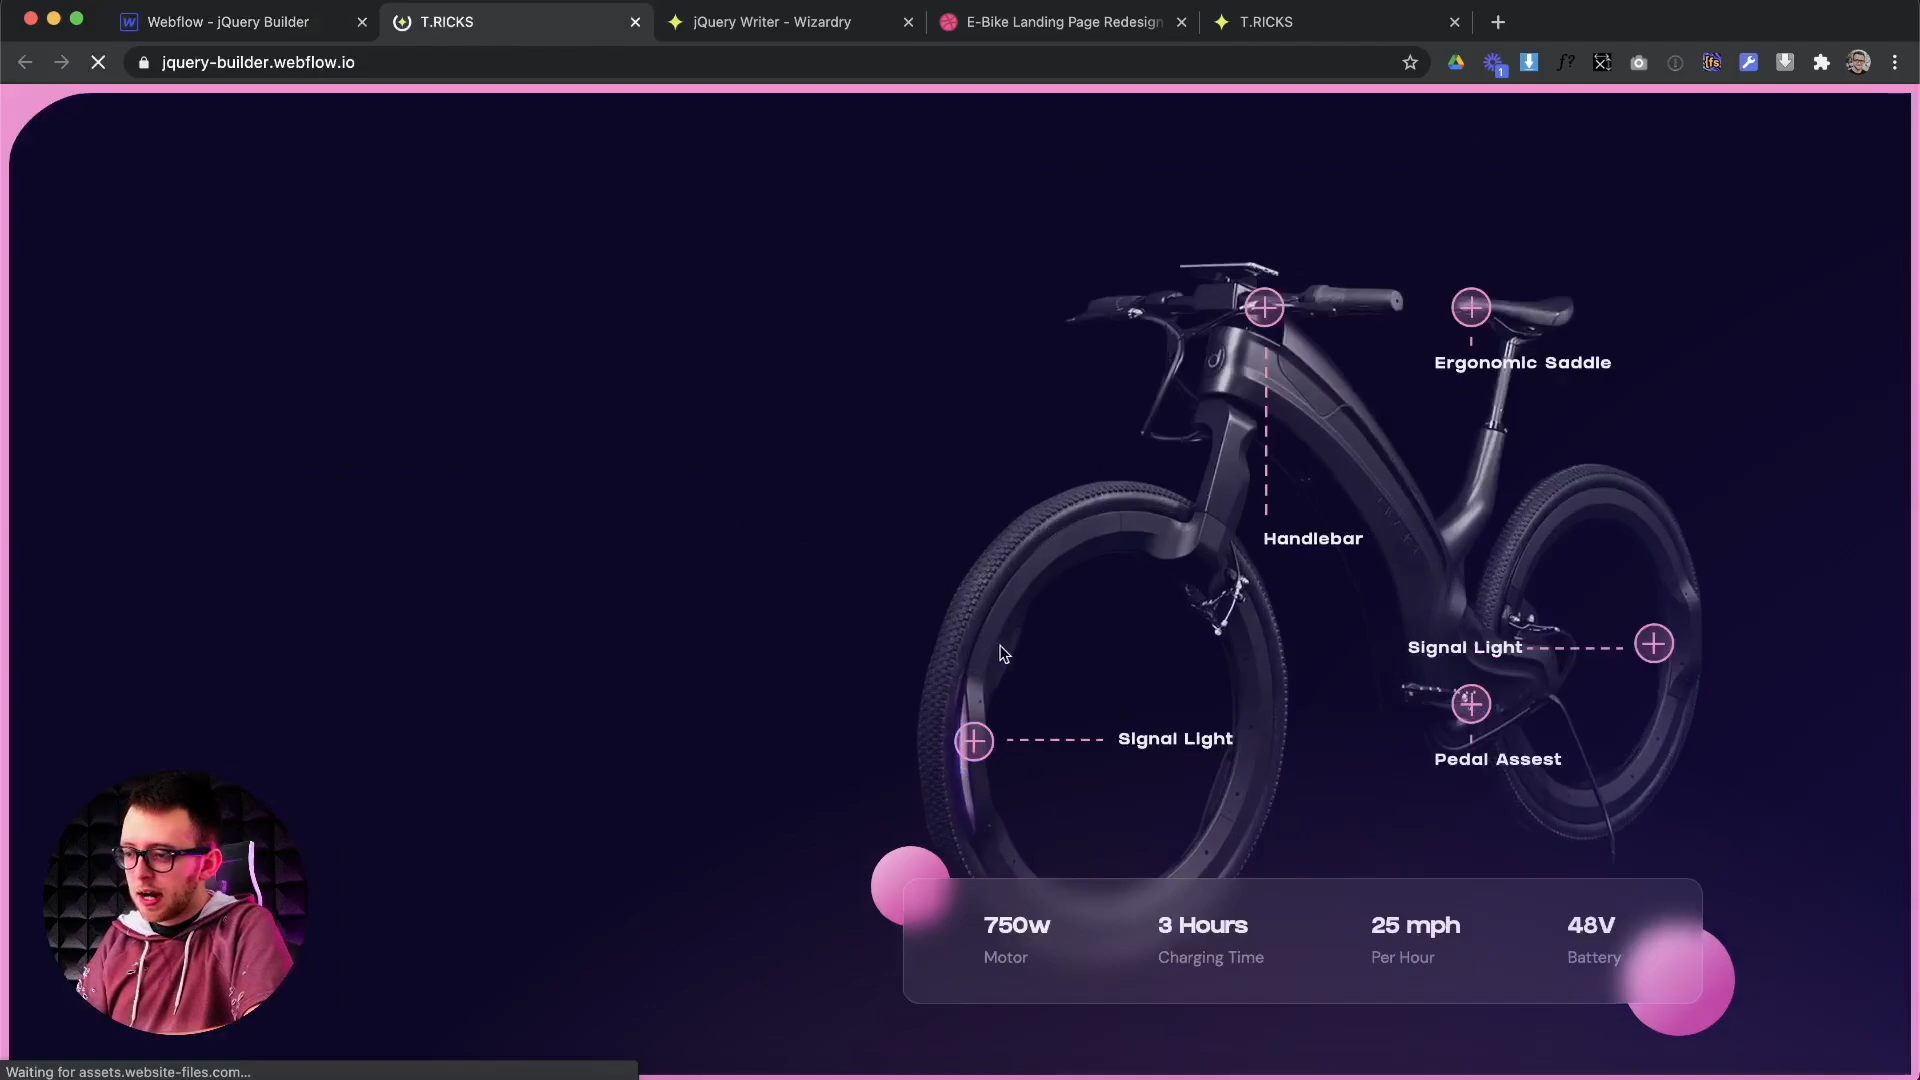 Webflow - jQuery Builder
T.RICKS
jQuery Writer - Wizardry
E-Bike Landing Page Redesign
T.RICKS
jquery-builder.webflow.io
f?
{fs
1
Ergonomic Saddle
Handlebar
Signal Light
Signal Light
Pedal Assest
750w
3 Hours
25 mph
48V
Motor
Charging Time
Per Hour
Battery
Waiting for assets.website-files.com...